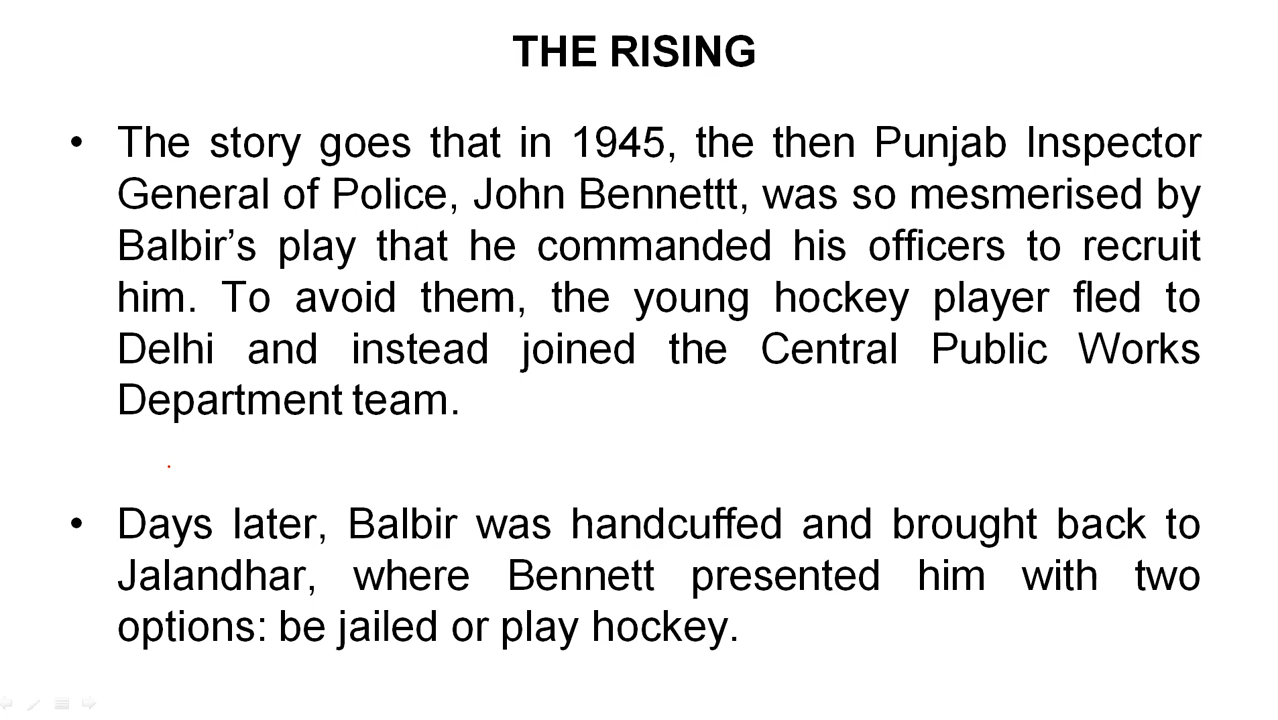 THE RISING
• The story goes that in 1945, the then Punjab Inspector
General of Police, John Bennettt, was so mesmerised by
Balbir’s play that he commanded his officers to recruit
him. To avoid them, the young hockey player fled to
Delhi and instead joined the Central Public Works
Department team.
• Days later, Balbir was handcuffed and brought back to
Jalandhar, where Bennett presented him with two
options: be jailed or play hockey.